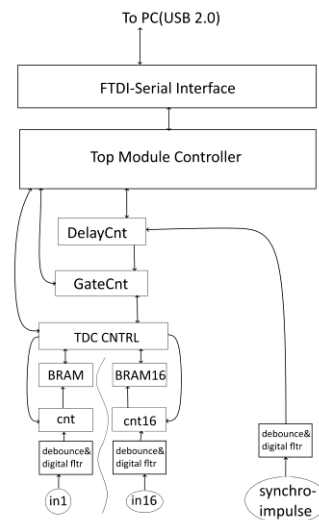 To PC(USB 2.0)
FTDI-Serial Interface
Top Module Controller
DelayCnt
GateCnt
TDC CNTRL
BRAM
BRAM16
cnt
cnt16
debounce&
digital fltr
debounce&
digital fltr
debounce&
digital fltr
in1
in16
synchro-
impulse